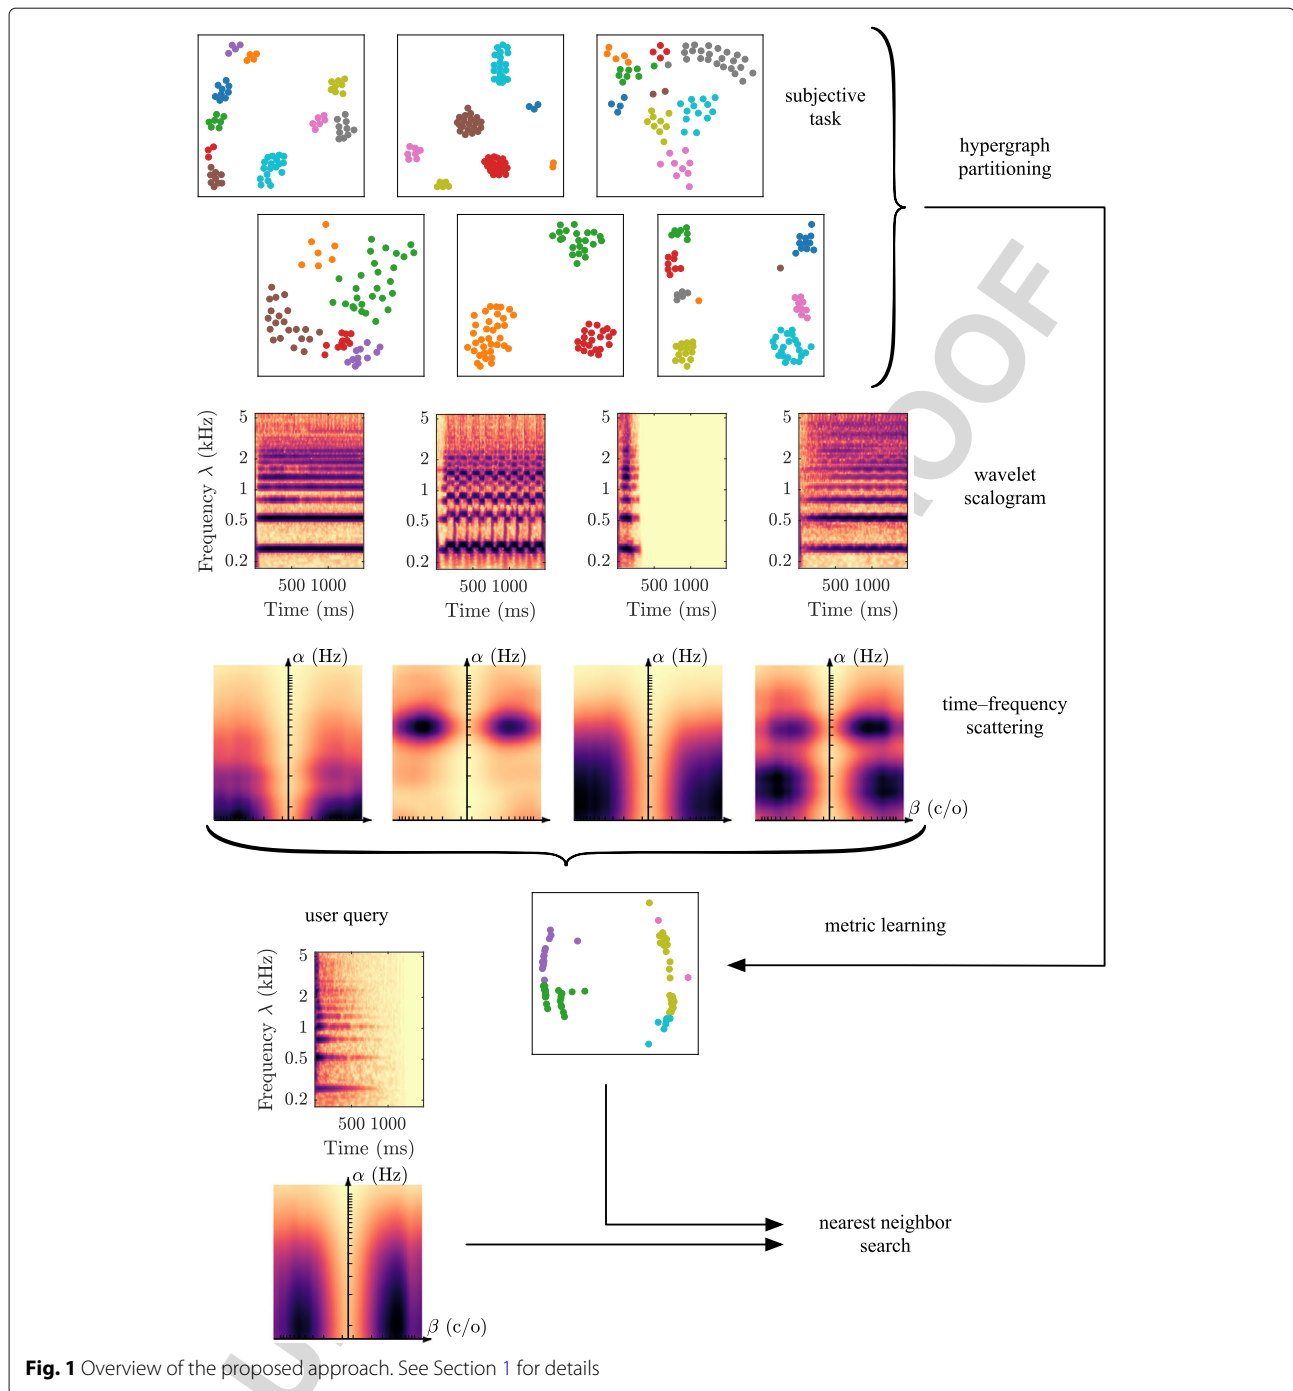 subjective
task
hypergraph
partitioning
Frequency λ (kHz)
5
2
1
0.5
0.2
500 1000
Time (ms)
5
2
1
0.5
0.2
500 1000
Time (ms)
5
2
1
0.5
0.2
500 1000
Time (ms)
5
2
1
0.5
0.2
500 1000
Time (ms)
wavelet
scalogram
α (Hz)
α (Hz)
α (Hz)
α (Hz)
β (c/o)
time–frequency
scattering
user query
metric learning
Frequency λ (kHz)
5
2
1
0.5
0.2
500 1000
Time (ms)
α (Hz)
β (c/o)
nearest neighbor
search
Fig. 1 Overview of the proposed approach. See Section 1 for details